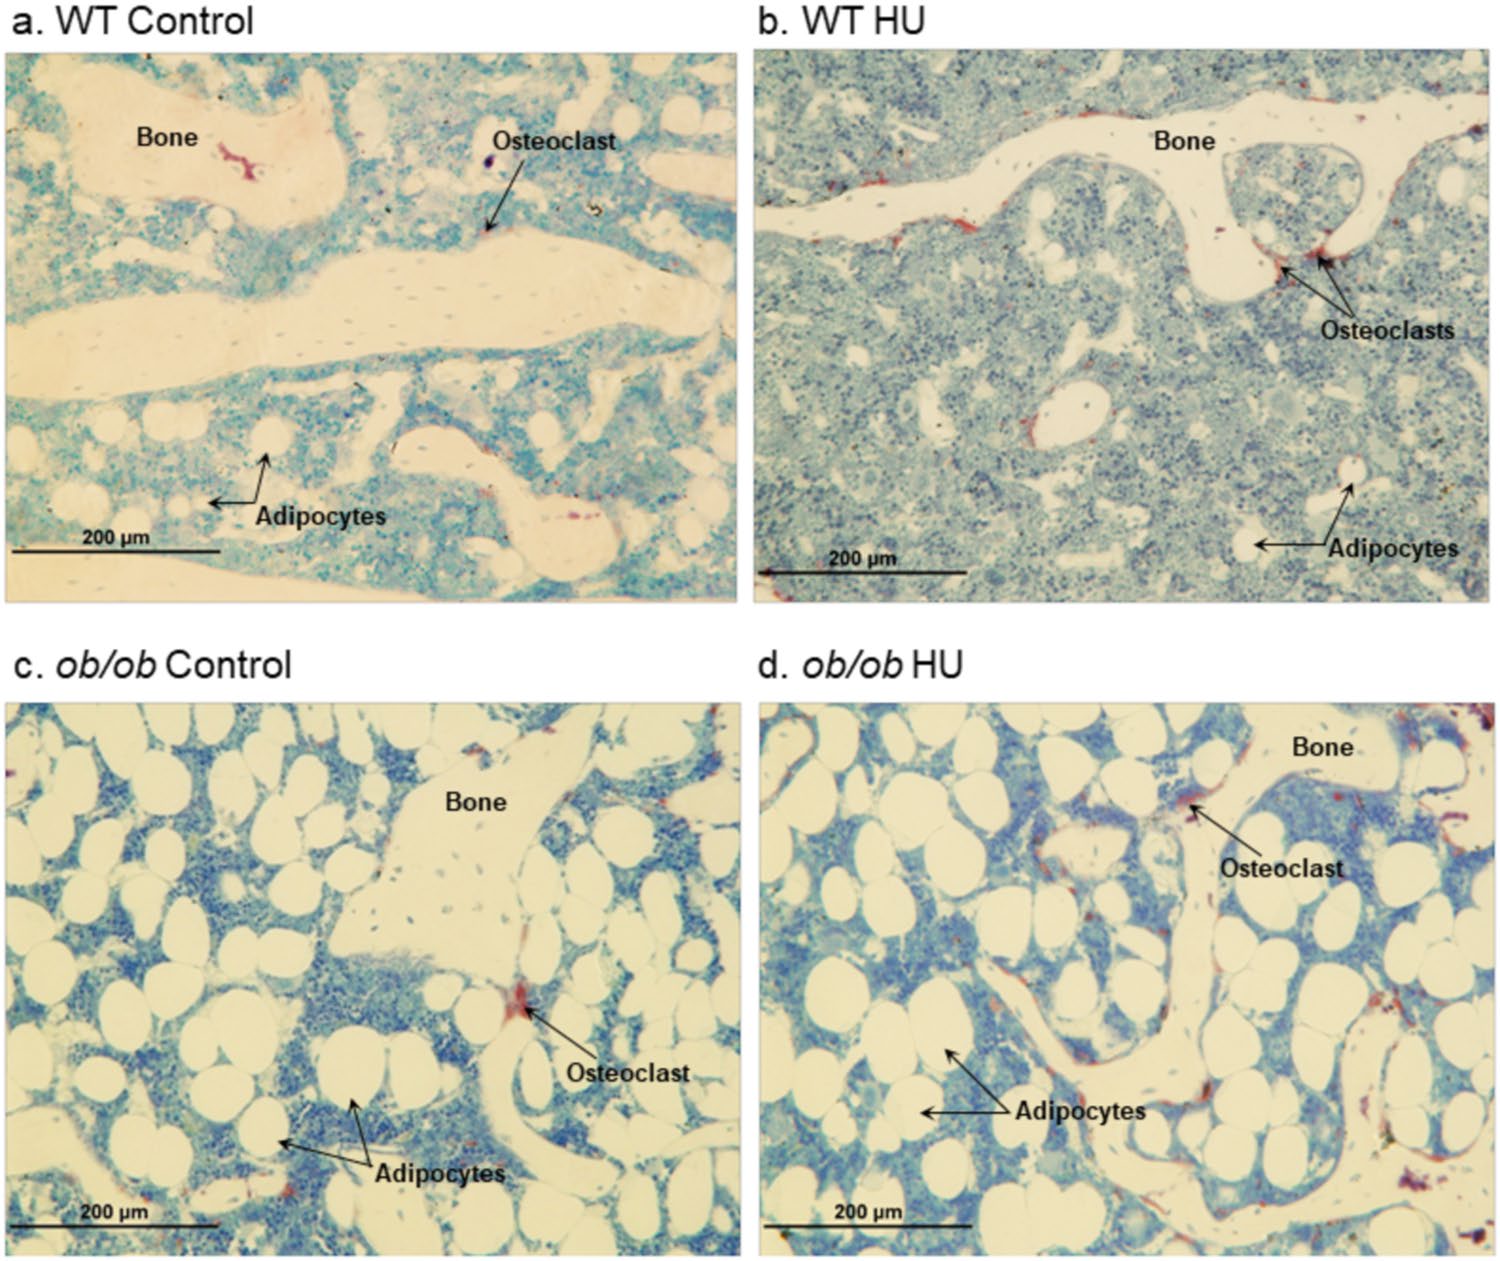 a. WT Control
b. WT HU
Bone
Osteoclast
Adipocytes
200 µm
Bone
Osteoclasts
Adipocytes
200 µm
c. ob/ob Control
d. ob/ob HU
Bone
Osteoclast
Adipocytes
200 µm
Bone
Osteoclast
Adipocytes
200 µm